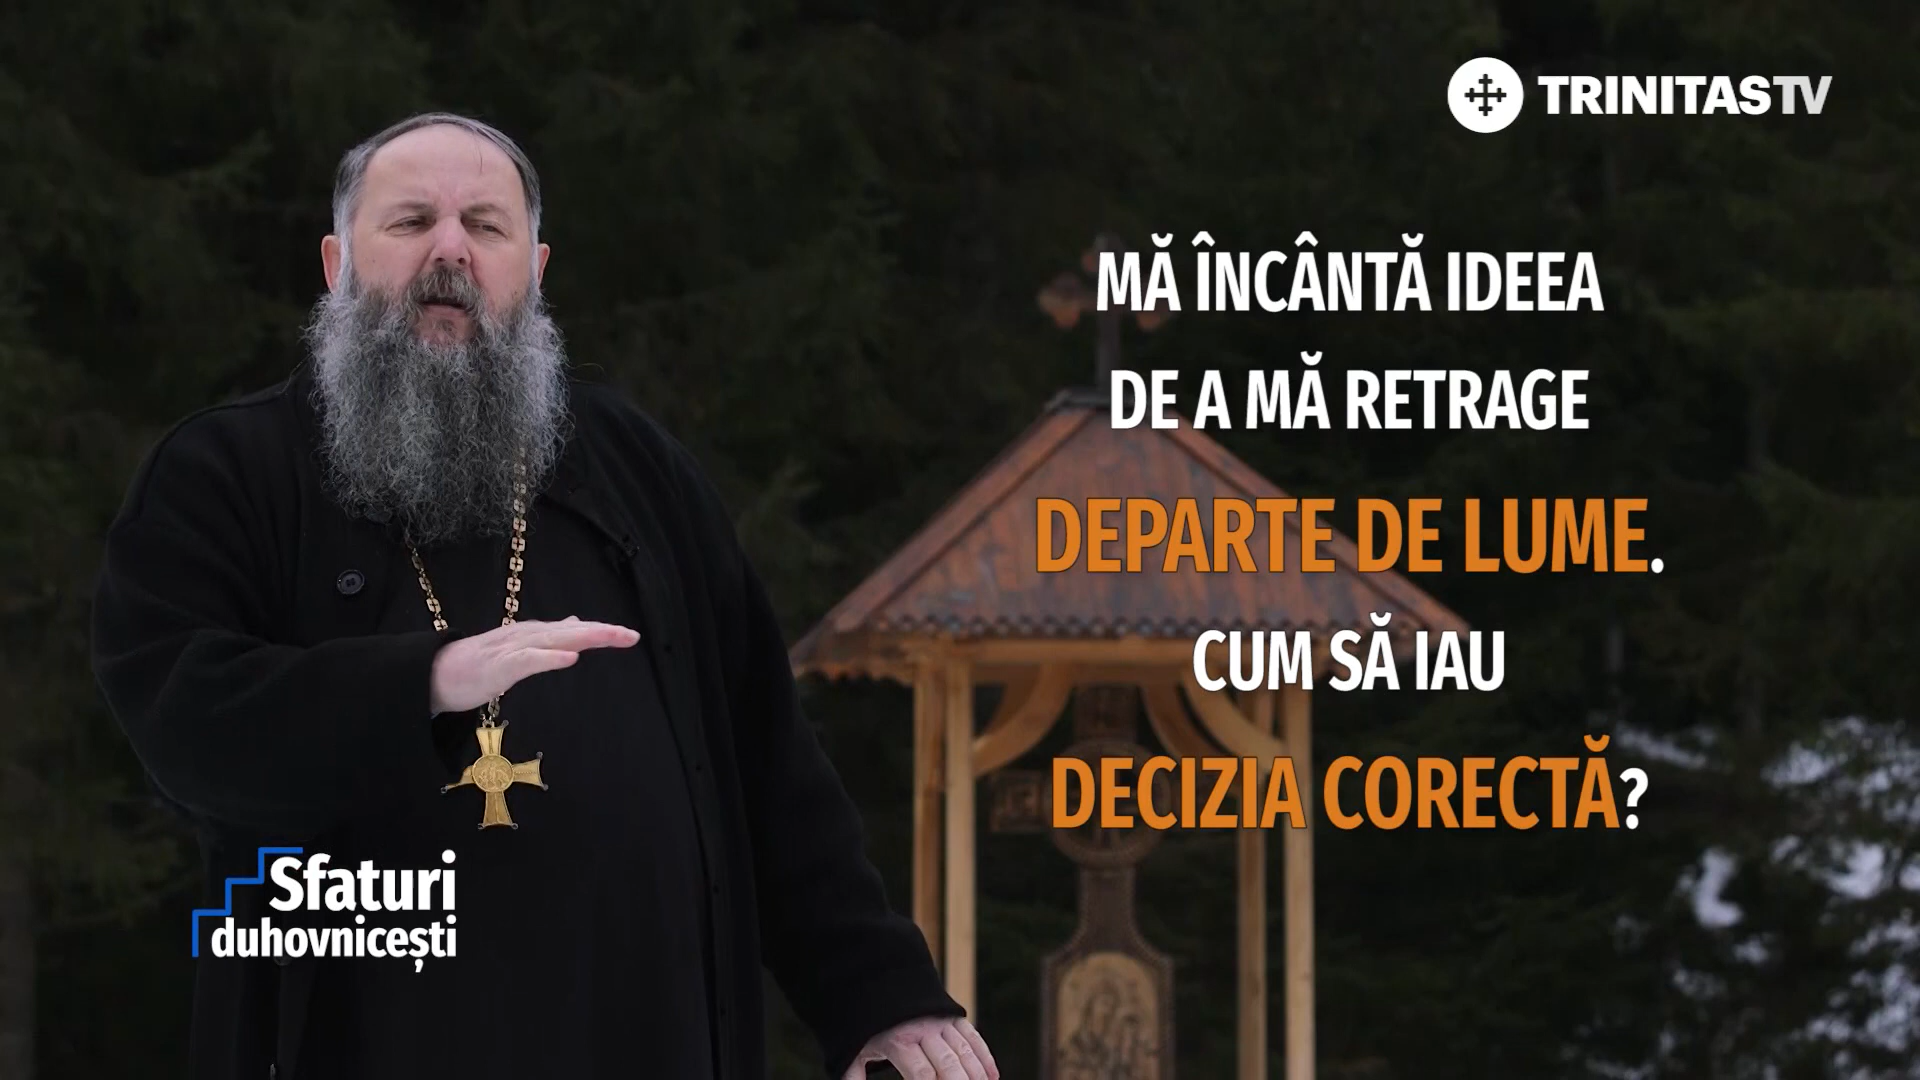 TRINITASTV
MĂ ÎNCÂNTĂ IDEEA
DE A MĂ RETRAGE
DEPARTE DE LUME.
CUM SĂ IAU
DECIZIA CORECTĂ?
Sfaturi
duhovnicești